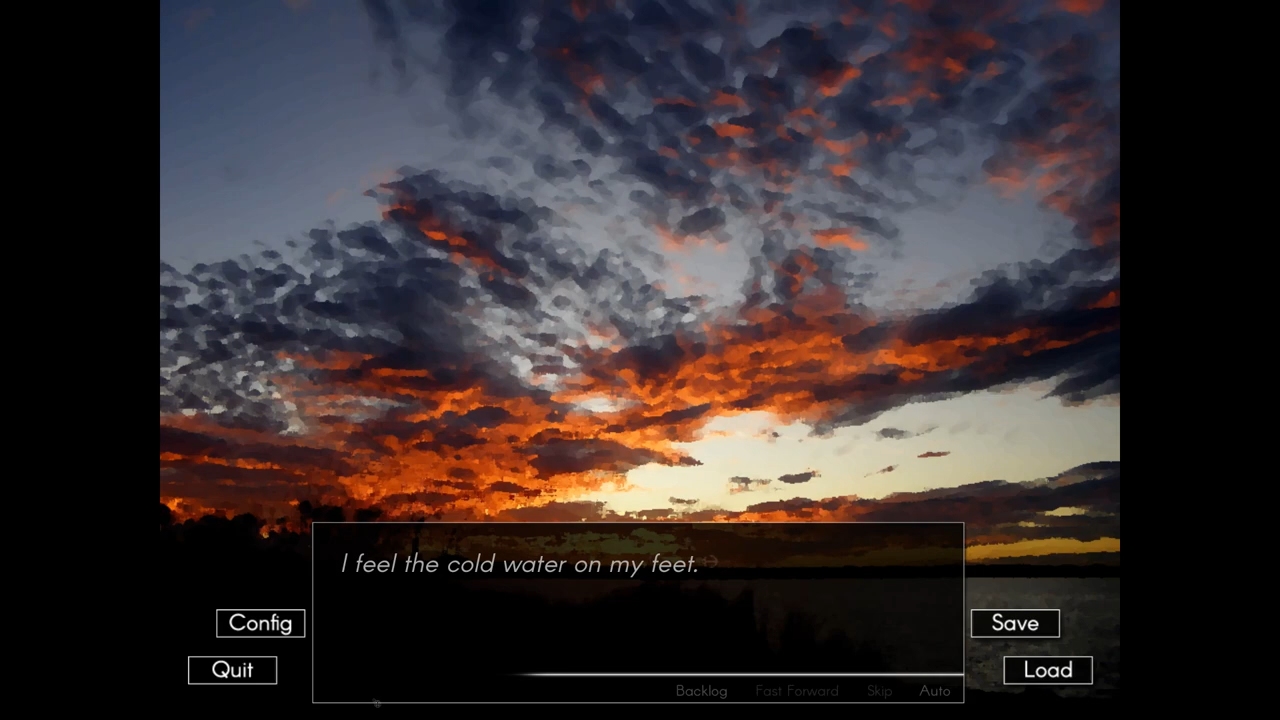 I feel the cold water on my feet.
Config
Save
Quit
Load
Backlog Fast Forward Skip Auto